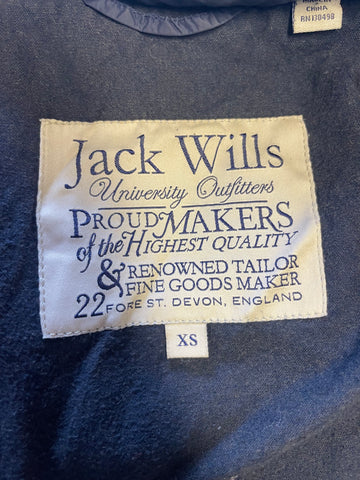 CHINA
RN130498
Jack Wills
University Outfitters
PROUD MAKERS
of the HIGHEST QUALITY
& RENOWNED TAILOR
FINE GOODS MAKER
22 FORE ST. DEVON, ENGLAND
XS